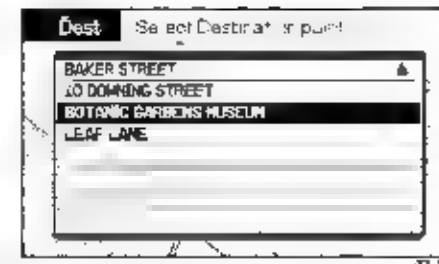 Dest Select Destination point
BAKER STREET
10 DOWNING STREET
BOTANIC GARDENS MUSEUM
LEAF LANE